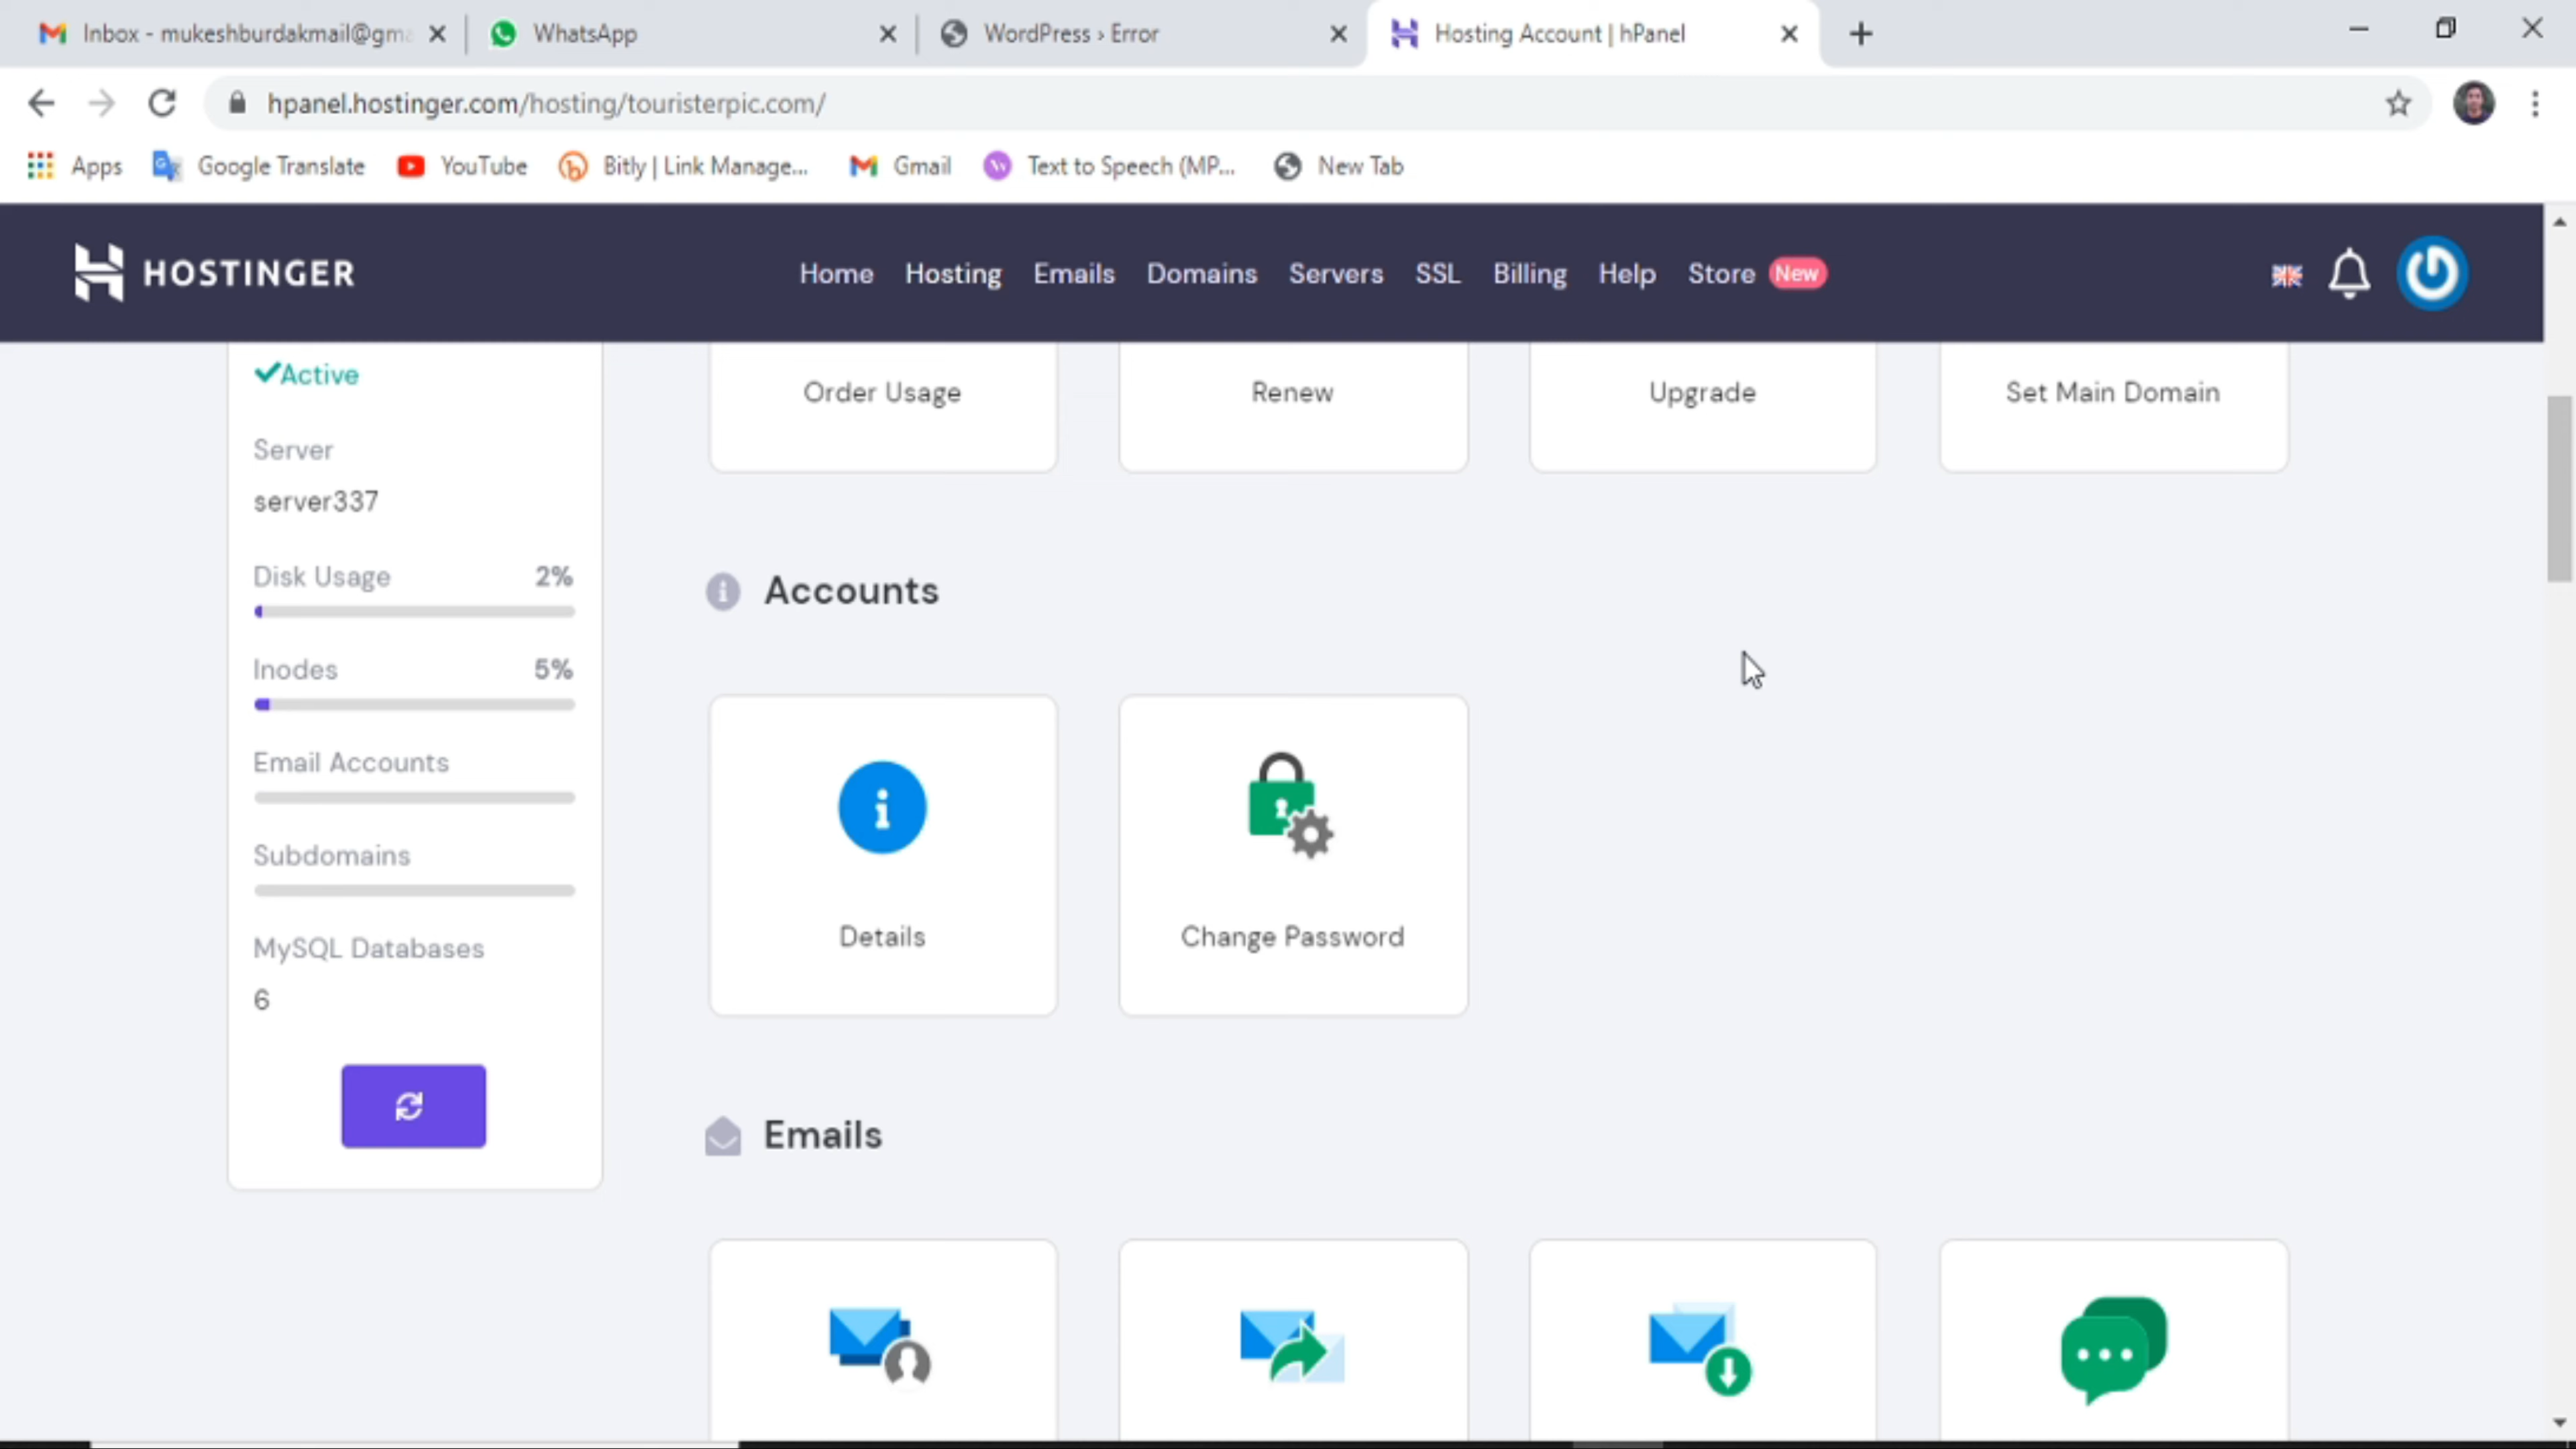 Inbox - mukeshburdakmail@gma
WhatsApp
WordPress › Error
Hosting Account | hPanel
hpanel.hostinger.com/hosting/touristerpic.com/
Apps
Google Translate
YouTube
Bitly | Link Manage...
Gmail
Text to Speech (MP...
New Tab
HOSTINGER
Home
Hosting
Emails
Domains
Servers
SSL
Billing
Help
Store
New
Active
Order Usage
Renew
Upgrade
Set Main Domain
Server
server337
Disk Usage 2%
Inodes 5%
Email Accounts
Subdomains
MySQL Databases
6
Accounts
Details
Change Password
Emails